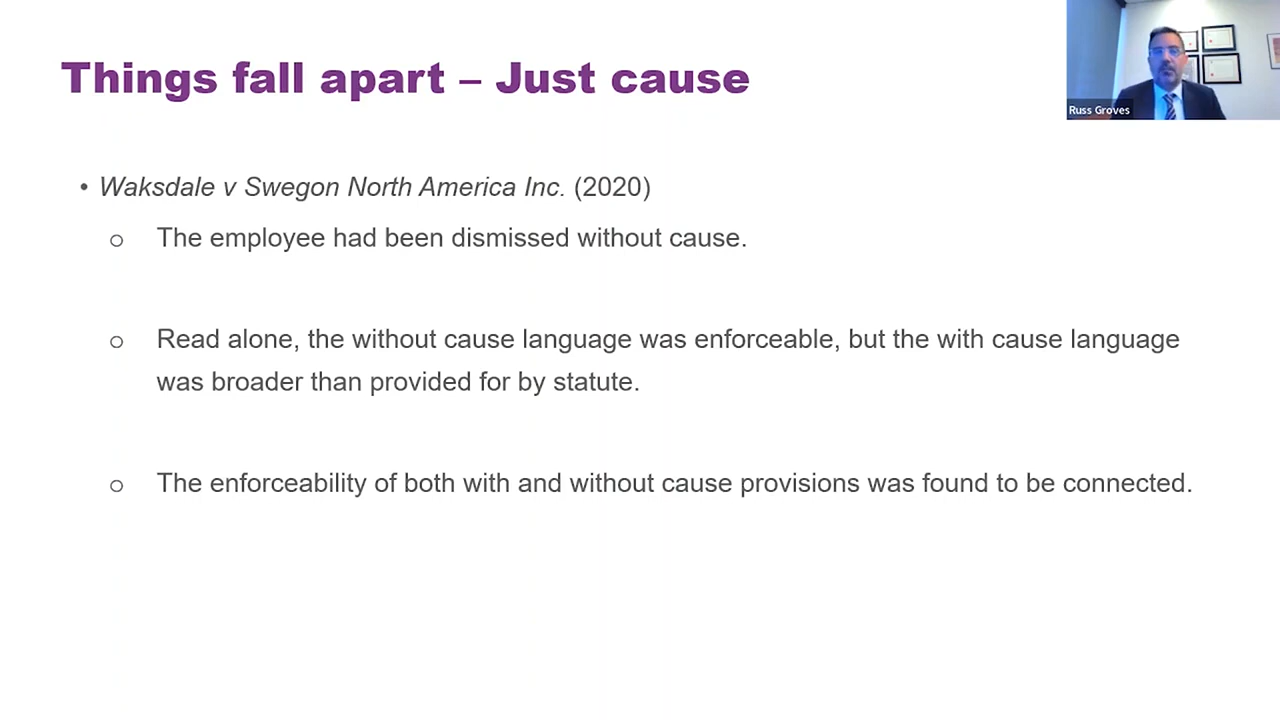 Things fall apart – Just cause
Russ Groves
• Waksdale v Swegon North America Inc. (2020)
o The employee had been dismissed without cause.
o Read alone, the without cause language was enforceable, but the with cause language
was broader than provided for by statute.
o The enforceability of both with and without cause provisions was found to be connected.